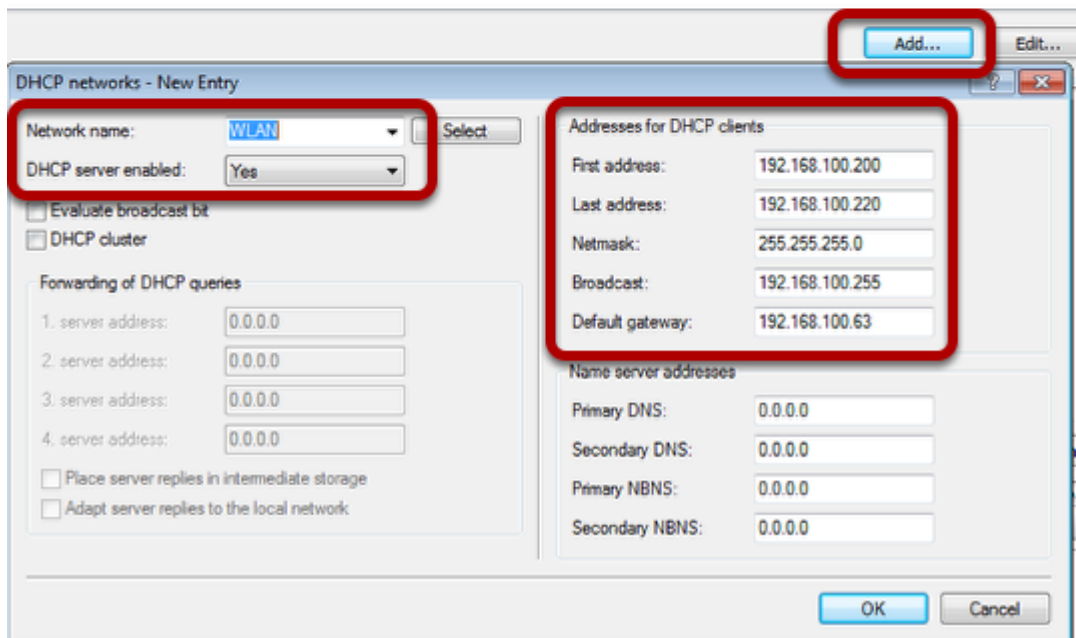 Add...
Edit...
DHCP networks - New Entry
?
Network name:
WLAN
Select
DHCP server enabled:
Yes
Evaluate broadcast bit
DHCP cluster
Forwarding of DHCP queries
1. server address:
0.0.0.0
2. server address:
0.0.0.0
3. server address:
0.0.0.0
4. server address:
0.0.0.0
Place server replies in intermediate storage
Adapt server replies to the local network
Addresses for DHCP clients
First address:
192.168.100.200
Last address:
192.168.100.220
Netmask:
255.255.255.0
Broadcast:
192.168.100.255
Default gateway:
192.168.100.63
Name server addresses
Primary DNS:
0.0.0.0
Secondary DNS:
0.0.0.0
Primary NBNS:
0.0.0.0
Secondary NBNS:
0.0.0.0
OK
Cancel